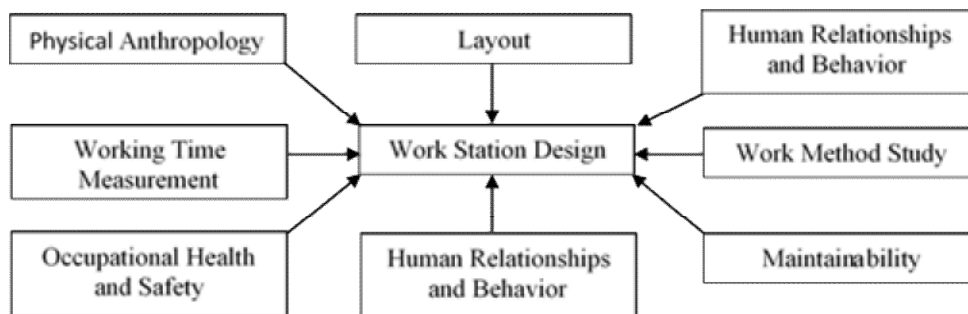 Physical Anthropology
Layout
Human Relationships
and Behavior
Working Time
Measurement
Work Station Design
Work Method Study
Occupational Health
and Safety
Human Relationships
and Behavior
Maintainability